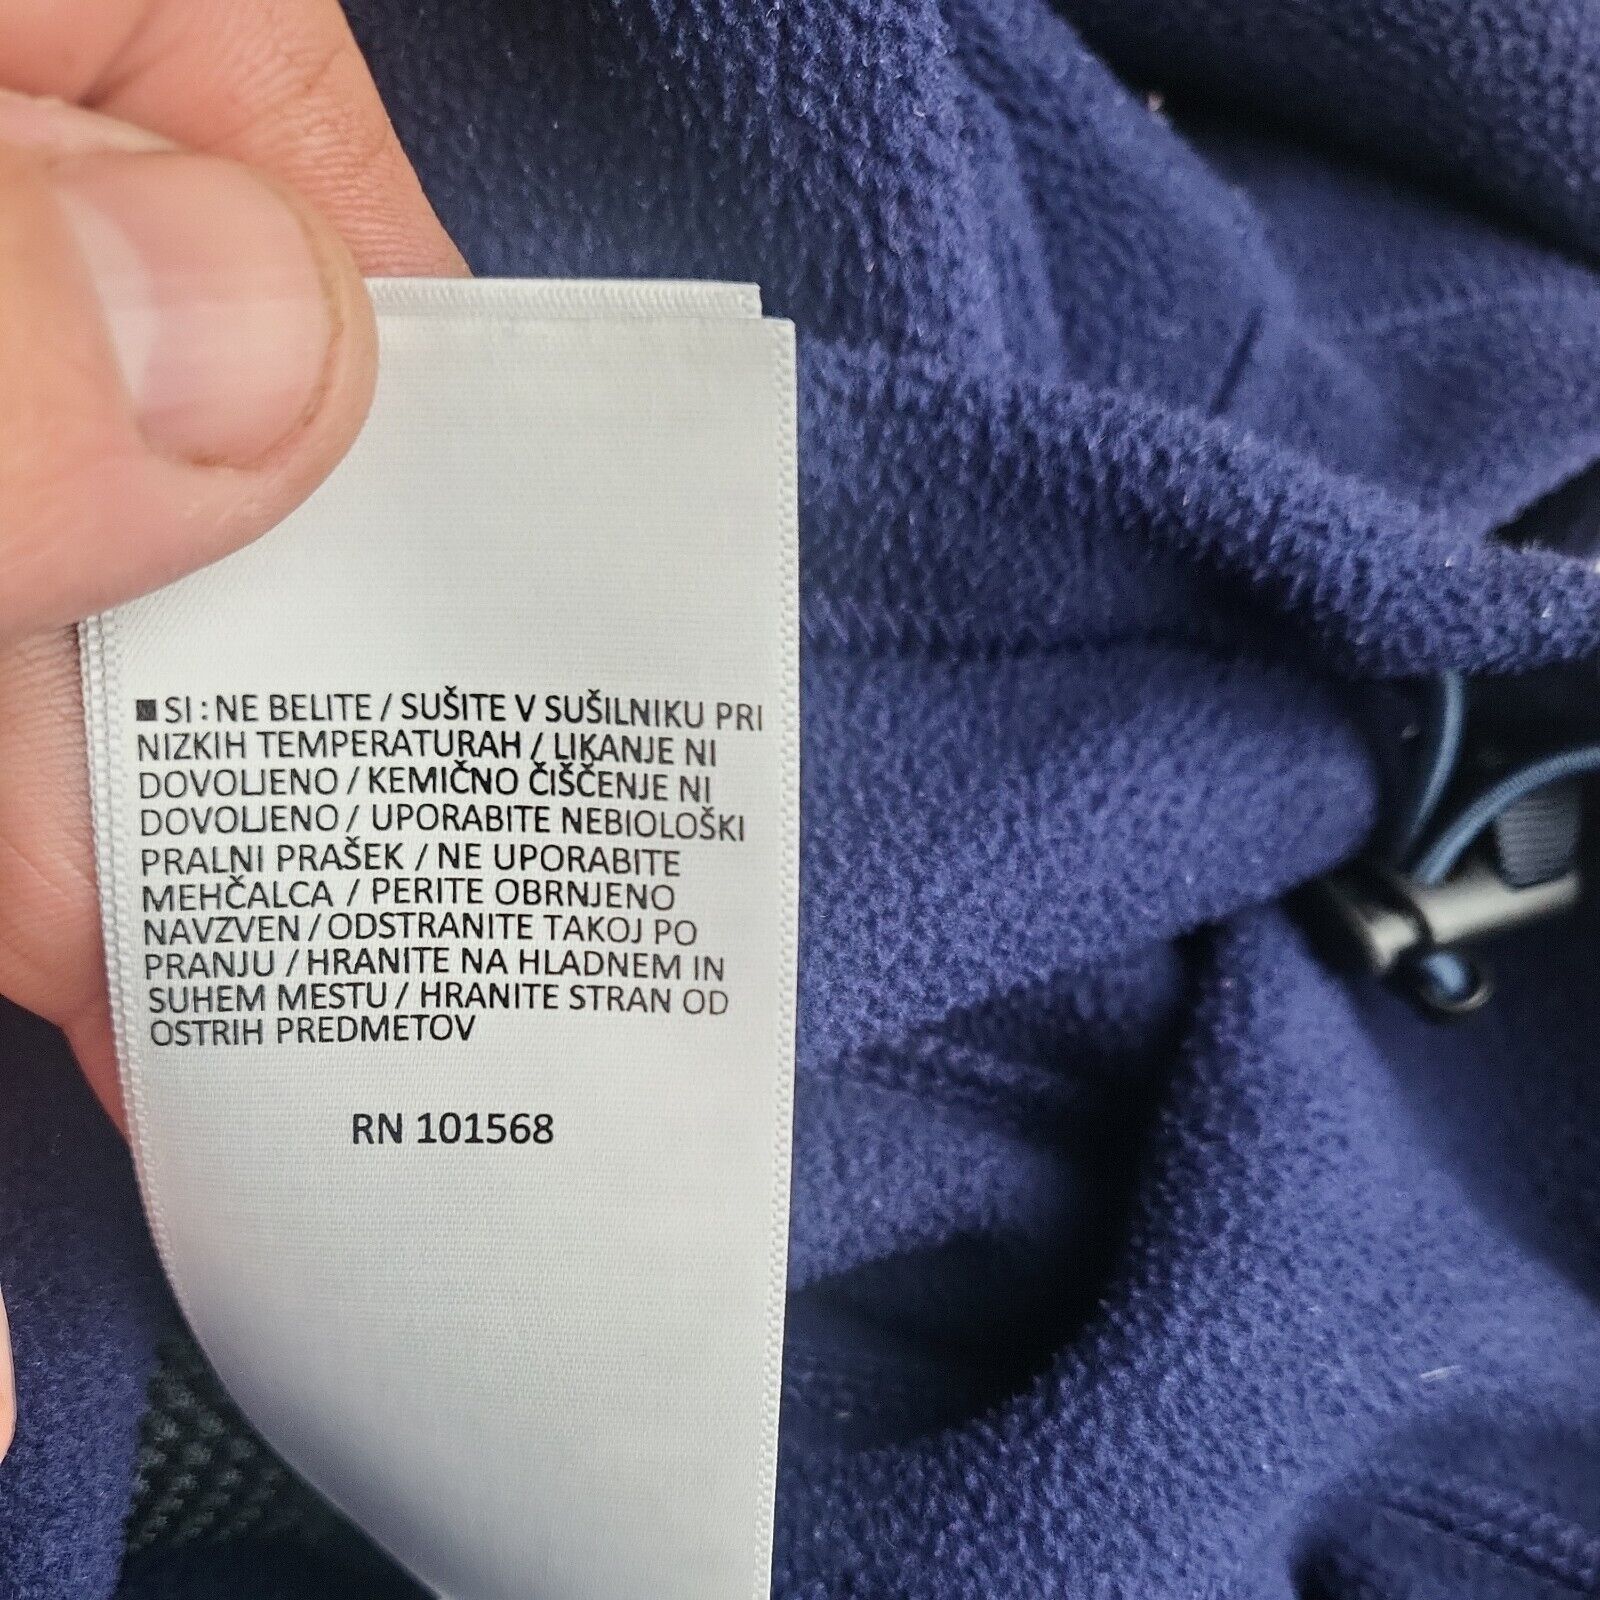 SI : NE BELITE / SUŠITE V SUŠILNIKU PRI
NIZKIH TEMPERATURAH / LIKANJE NI
DOVOLJENO / KEMIČNO ČIŠČENJE NI
DOVOLJENO / UPORABITE NEBIOLOŠKI
PRALNI PRAŠEK / NE UPORABITE
MEHČALCA / PERITE OBRNJENO
NAVZVEN / ODSTRANITE TAKOJ PO
PRANJU / HRANITE NA HLADNEM IN
SUHEM MESTU / HRANITE STRAN OD
OSTRIH PREDMETOV
RN 101568